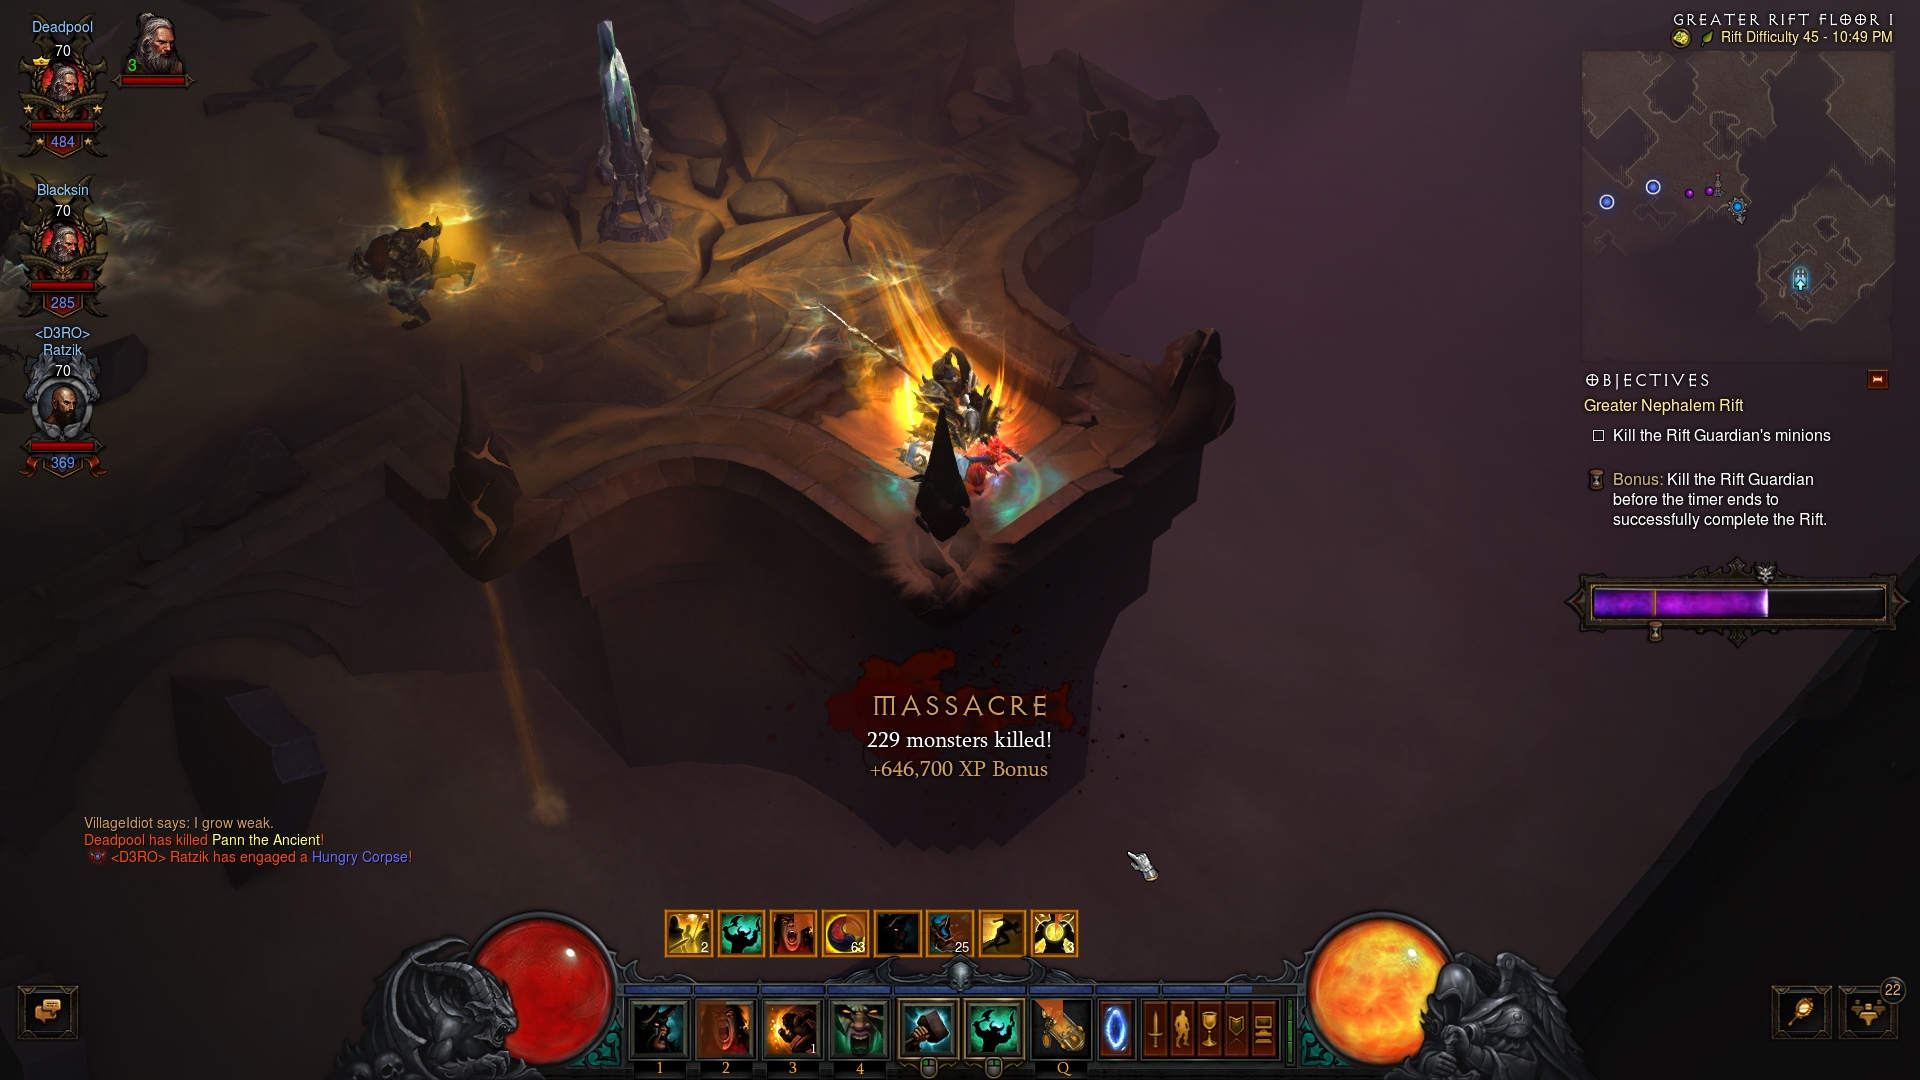 Deadpool
70
3
484
Blacksin
70
285
<D3RO>
Ratzik
70
369
GREATER RIFT FLOOR 1
Rift Difficulty 45 - 10:49 PM
OBJECTIVES
Greater Nephalem Rift
Kill the Rift Guardian's minions
Bonus: Kill the Rift Guardian
before the timer ends to
successfully complete the Rift.
MASSACRE
229 monsters killed!
+646,700 XP Bonus
VillageIdiot says: I grow weak.
Deadpool has killed Pann the Ancient!
<D3RO> Ratzik has engaged a Hungry Corpse!
2
63
25
3
1
22
1 2 3 4 Q